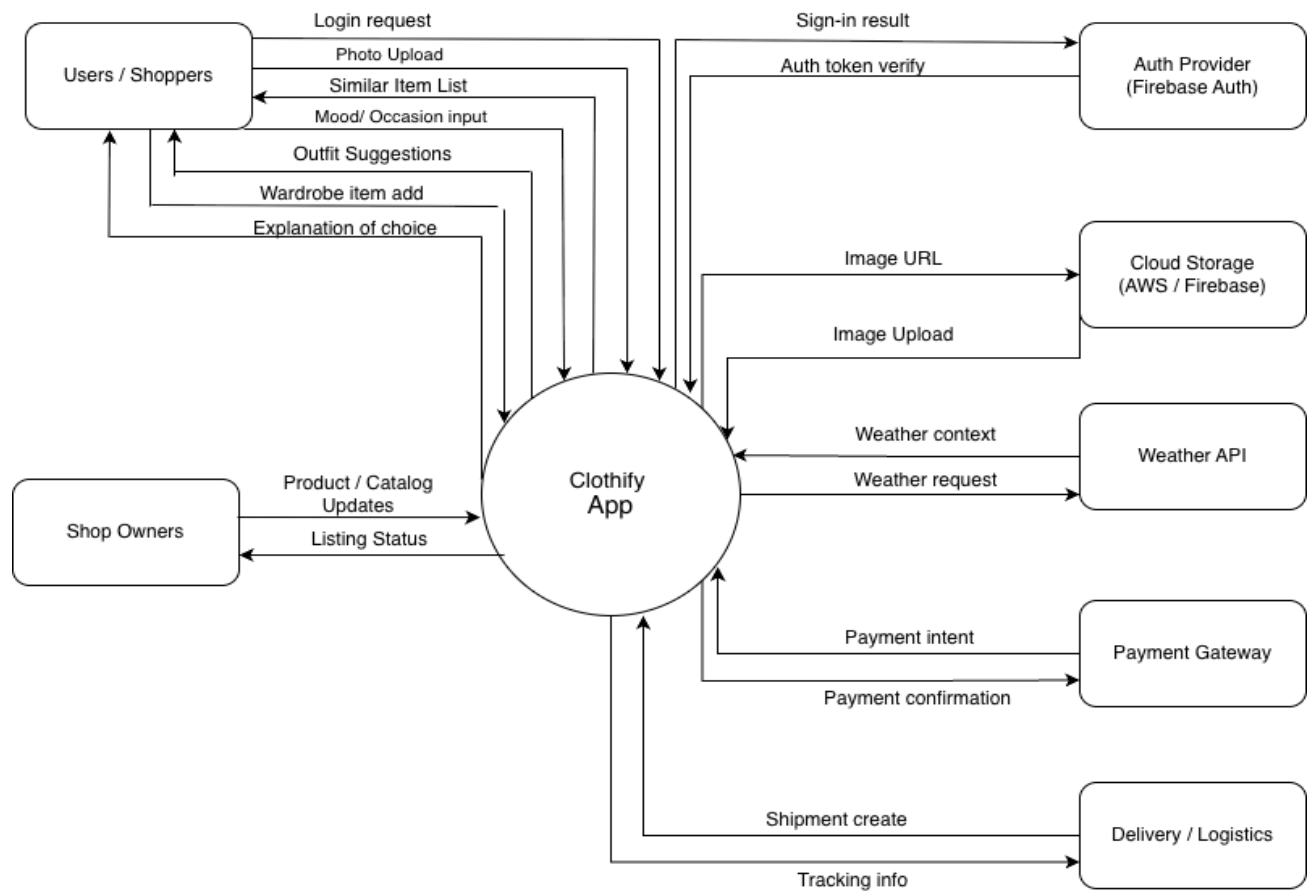 Login request
Sign-in result
Photo Upload
Users / Shoppers
Auth token verify
Auth Provider
(Firebase Auth)
Similar Item List
Mood/ Occasion input
Outfit Suggestions
Wardrobe item add
Explanation of choice
Image URL
Cloud Storage
(AWS / Firebase)
Image Upload
Weather context
Weather API
Weather request
Clothify
App
Product / Catalog
Updates
Shop Owners
Listing Status
Payment intent
Payment Gateway
Payment confirmation
Shipment create
Delivery / Logistics
Tracking info